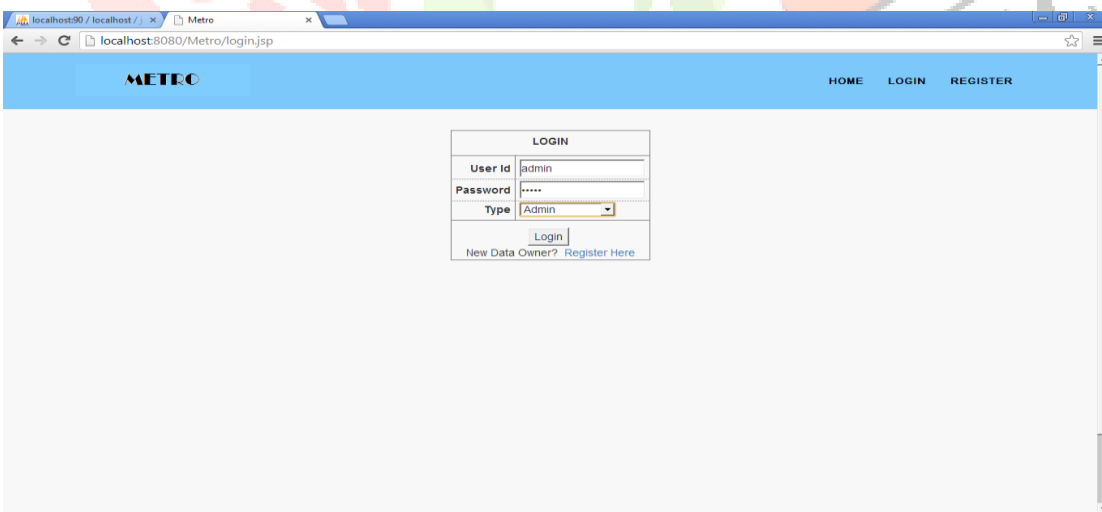 localhost:90 / localhost / j
Metro
localhost:8080/Metro/login.jsp
METRO
HOME LOGIN REGISTER
LOGIN
User Id admin
Password •••••
Type Admin
Login
New Data Owner? Register Here